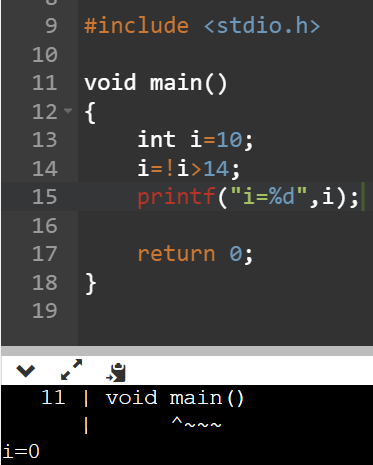 9 #include <stdio.h>
10
11 void main()
12 {
13     int i=10;
14     i=!i>14;
15     printf("i=%d",i);
16
17     return 0;
18 }
19
11 | void main()
   |      ^~~~
i=0